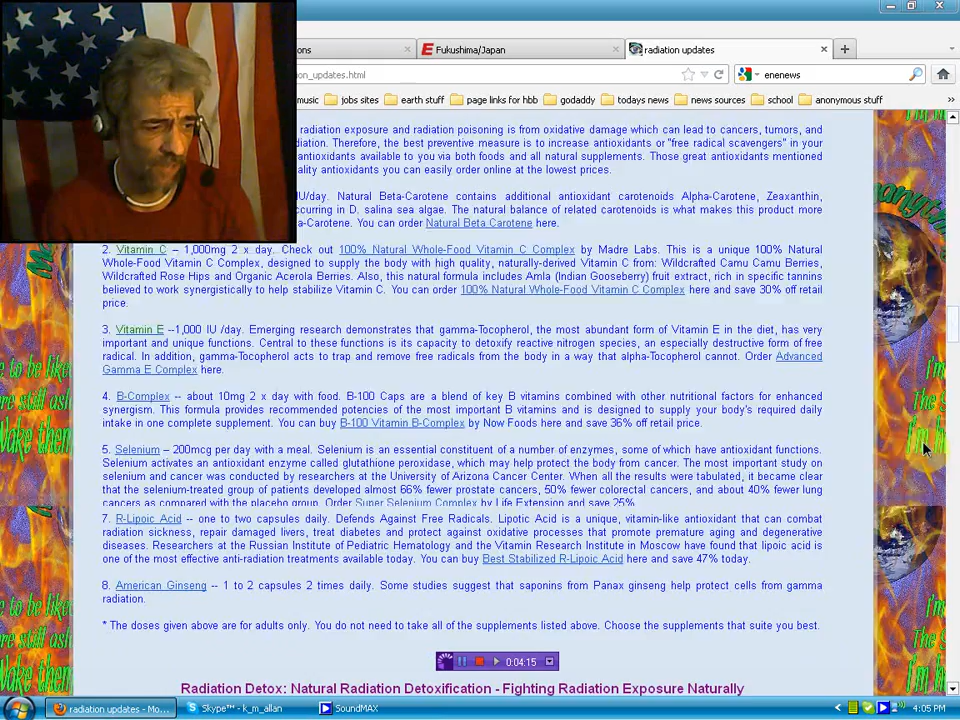 ons
Fukushima/Japan
radiation updates
on_updates.html
enenews
music
jobs sites
earth stuff
page links for hbb
godaddy
todays news
news sources
school
anonymous stuff
radiation exposure and radiation poisoning is from oxidative damage which can lead to cancers, tumors, and
diation. Therefore, the best preventive measure is to increase antioxidants or "free radical scavengers" in your
antioxidants available to you via both foods and all natural supplements. Those great antioxidants mentioned
ality antioxidants you can easily order online at the lowest prices.
IU/day. Natural Beta-Carotene contains additional antioxidant carotenoids Alpha-Carotene, Zeaxanthin,
ccurring in D. salina sea algae. The natural balance of related carotenoids is what makes this product more
a-Carotene. You can order Natural Beta Carotene here.
2. Vitamin C – 1,000mg 2 x day. Check out 100% Natural Whole-Food Vitamin C Complex by Madre Labs. This is a unique 100% Natural
Whole-Food Vitamin C Complex, designed to supply the body with high quality, naturally-derived Vitamin C from: Wildcrafted Camu Camu Berries,
Wildcrafted Rose Hips and Organic Acerola Berries. Also, this natural formula includes Amla (Indian Gooseberry) fruit extract, rich in specific tannins
believed to work synergistically to help stabilize Vitamin C. You can order 100% Natural Whole-Food Vitamin C Complex here and save 30% off retail
price.
3. Vitamin E --1,000 IU /day. Emerging research demonstrates that gamma-Tocopherol, the most abundant form of Vitamin E in the diet, has very
important and unique functions. Central to these functions is its capacity to detoxify reactive nitrogen species, an especially destructive form of free
radical. In addition, gamma-Tocopherol acts to trap and remove free radicals from the body in a way that alpha-Tocopherol cannot. Order Advanced
Gamma E Complex here.
4. B-Complex -- about 10mg 2 x day with food. B-100 Caps are a blend of key B vitamins combined with other nutritional factors for enhanced
synergism. This formula provides recommended potencies of the most important B vitamins and is designed to supply your body's required daily
intake in one complete supplement. You can buy B-100 Vitamin B-Complex by Now Foods here and save 36% off retail price.
5. Selenium – 200mcg per day with a meal. Selenium is an essential constituent of a number of enzymes, some of which have antioxidant functions.
Selenium activates an antioxidant enzyme called glutathione peroxidase, which may help protect the body from cancer. The most important study on
selenium and cancer was conducted by researchers at the University of Arizona Cancer Center. When all the results were tabulated, it became clear
that the selenium-treated group of patients developed almost 66% fewer prostate cancers, 50% fewer colorectal cancers, and about 40% fewer lung
cancers as compared with the placebo group. Order Super Selenium Complex by Life Extension and save 25%
7. R-Lipoic Acid -- one to two capsules daily. Defends Against Free Radicals. Lipotic Acid is a unique, vitamin-like antioxidant that can combat
radiation sickness, repair damaged livers, treat diabetes and protect against oxidative processes that promote premature aging and degenerative
diseases. Researchers at the Russian Institute of Pediatric Hematology and the Vitamin Research Institute in Moscow have found that lipoic acid is
one of the most effective anti-radiation treatments available today. You can buy Best Stabilized R-Lipoic Acid here and save 47% today.
8. American Ginseng -- 1 to 2 capsules 2 times daily. Some studies suggest that saponins from Panax ginseng help protect cells from gamma
radiation.
* The doses given above are for adults only. You do not need to take all of the supplements listed above. Choose the supplements that suite you best.
0:04:15
Radiation Detox: Natural Radiation Detoxification - Fighting Radiation Exposure Naturally
radiation updates - Mo...
Skype™ - k_m_allan
SoundMAX
4:05 PM